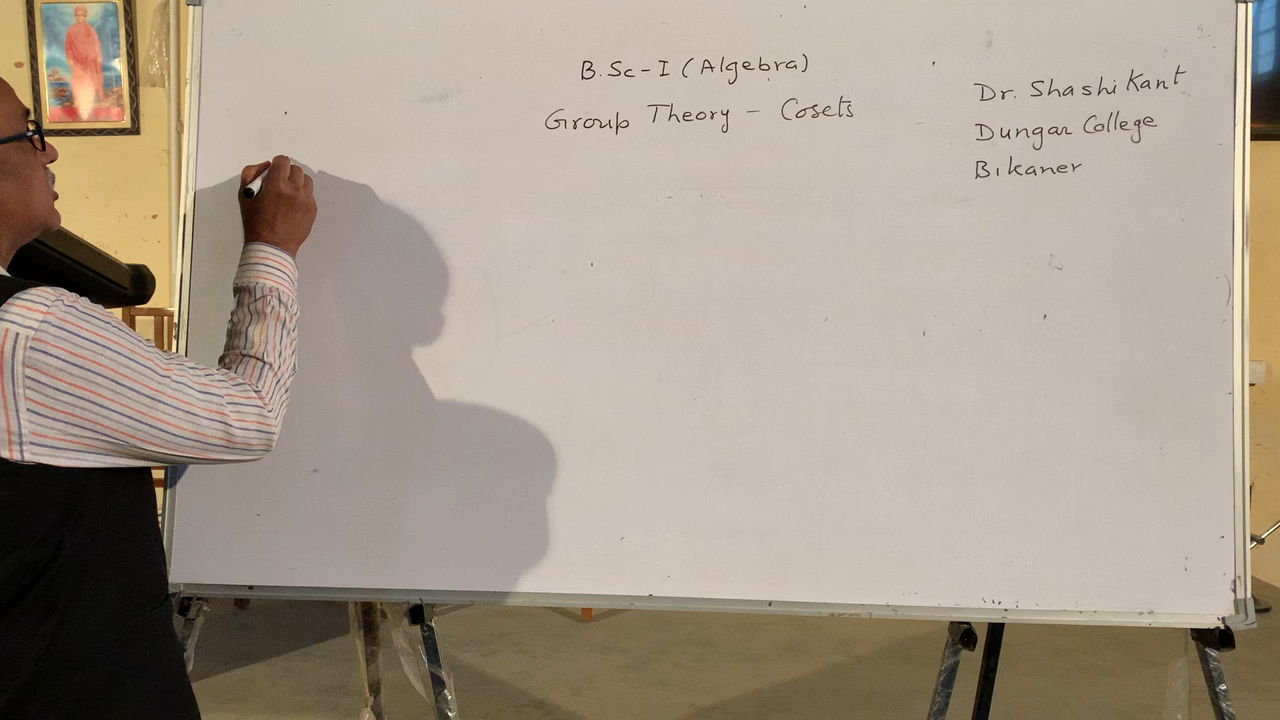 B.Sc-I (Algebra)
Group Theory - Cosets
Dr. Shashi Kant
Dungar College
Bikaner